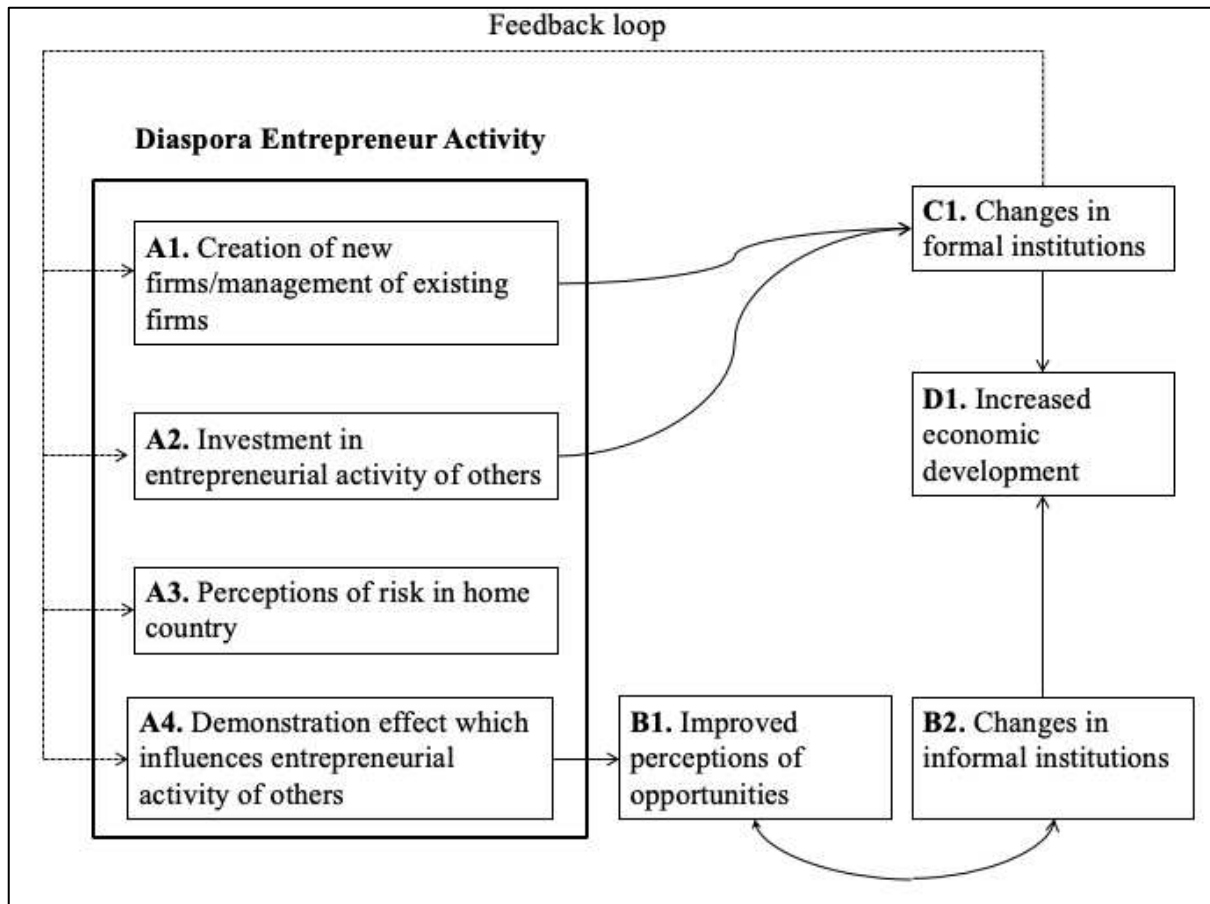 Feedback loop
Diaspora Entrepreneur Activity
A1. Creation of new
firms/management of existing
firms
A2. Investment in
entrepreneurial activity of others
A3. Perceptions of risk in home
country
A4. Demonstration effect which
influences entrepreneurial
activity of others
B1. Improved
perceptions of
opportunities
C1. Changes in
formal institutions
D1. Increased
economic
development
B2. Changes in
informal institutions